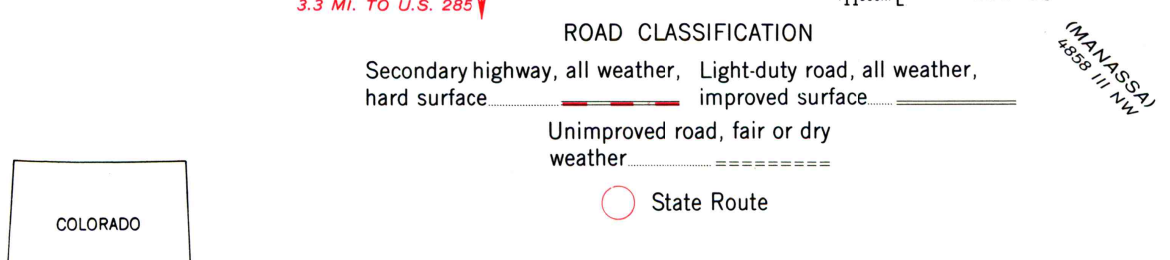 3.3 MI. TO U.S. 285
ROAD CLASSIFICATION
Secondary highway, all weather,
hard surface
Light-duty road, all weather,
improved surface
Unimproved road, fair or dry
weather
State Route
(MANASSA)
4858 III NW
COLORADO